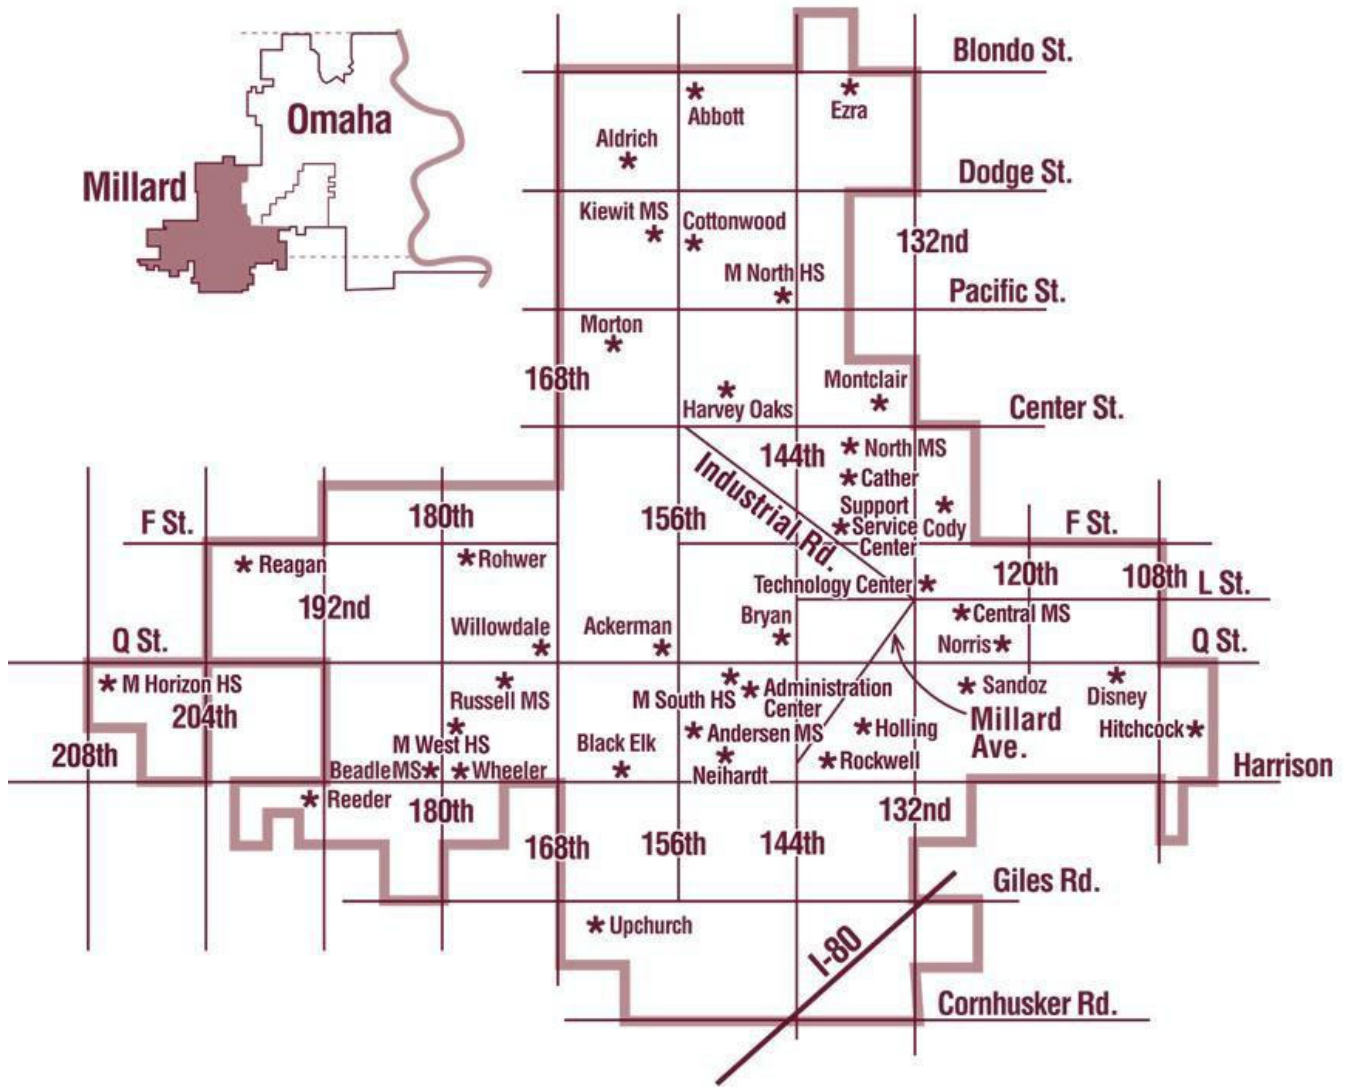 Blondo St.
Omaha
Abbott
Ezra
Aldrich
Millard
Dodge St.
Kiewit MS
Cottonwood
132nd
M North HS
Pacific St.
Morton
168th
Montclair
Harvey Oaks
Center St.
144th
North MS
Industrial Rd.
Cather
Support
Service
Center
Cody
F St.
180th
156th
F St.
Reagan
Rohwer
Technology Center
120th
108th
L St.
192nd
Willowdale
Ackerman
Bryan
Central MS
Norris
Q St.
Q St.
M Horizon HS
204th
Russell MS
M South HS
Administration
Center
Sandoz
Disney
Millard
Ave.
Hitchcock
208th
M West HS
Black Elk
Andersen MS
Holling
BeadleMS
Wheeler
Neihardt
Rockwell
Harrison
Reeder
180th
132nd
168th
156th
144th
Giles Rd.
Upchurch
I-80
Cornhusker Rd.